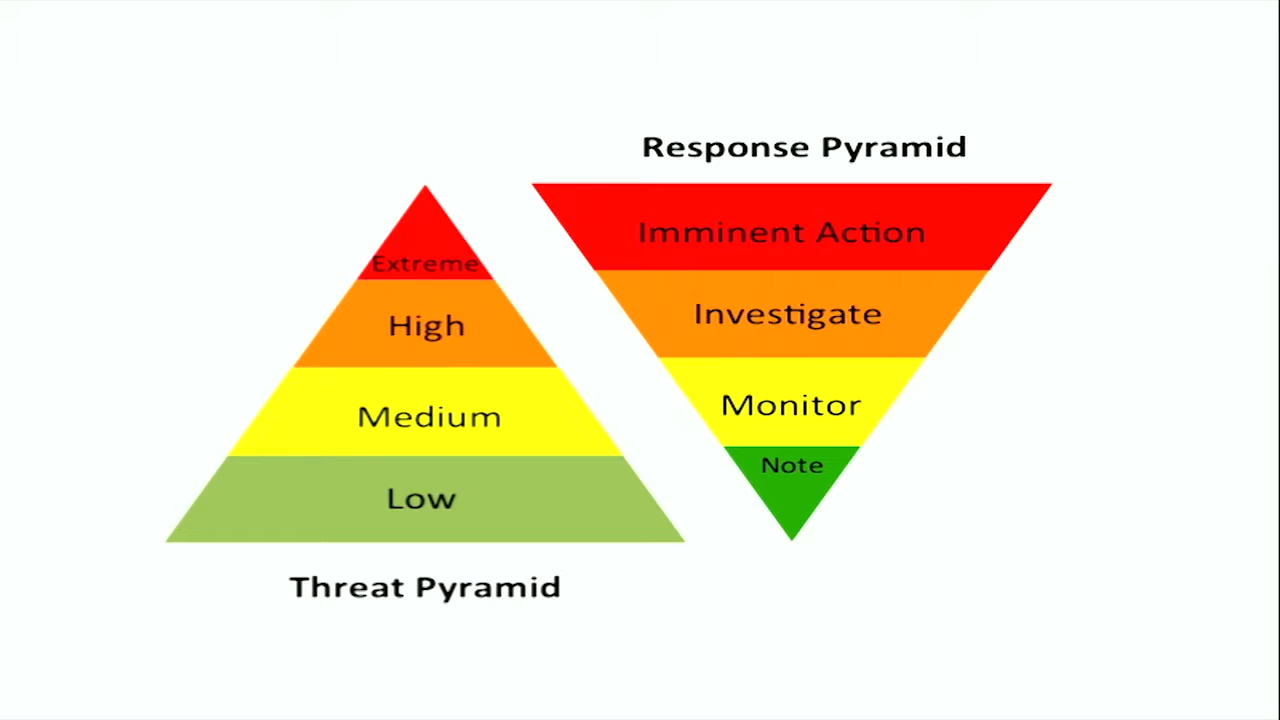 Response Pyramid
Imminent Action
Investigate
Monitor
Note
Extreme
High
Medium
Low
Threat Pyramid